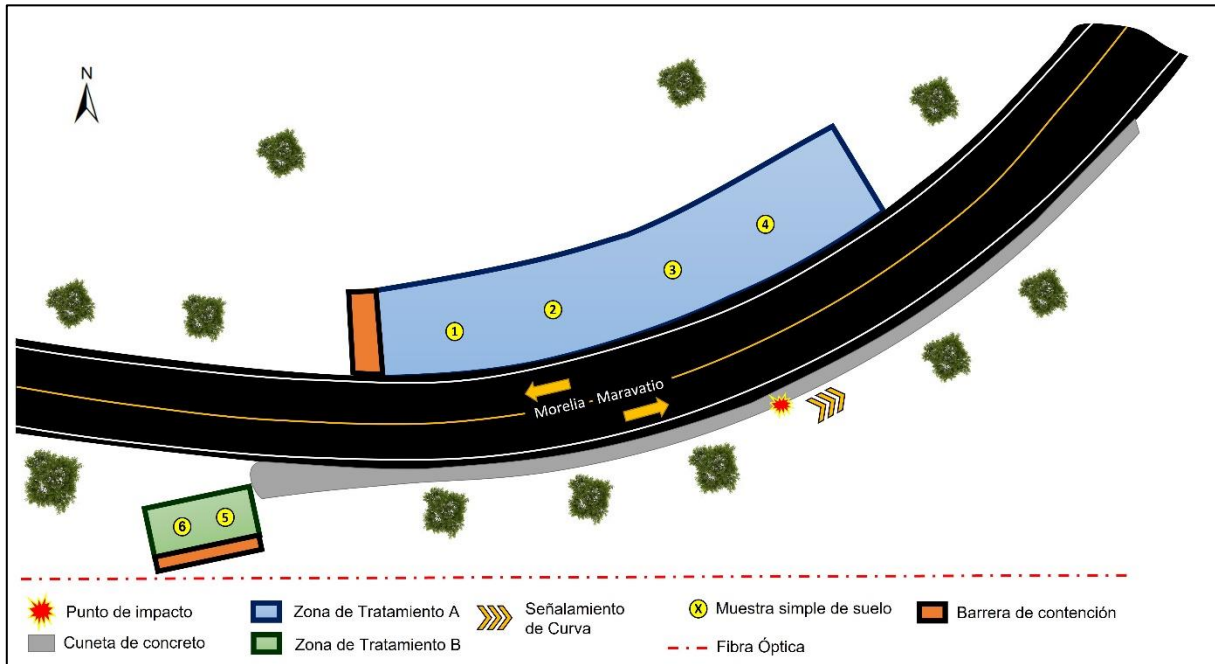 N
4
3
2
1
Morelia - Maravatio
6
5
Punto de impacto
Zona de Tratamiento A
Señalamiento
de Curva
X
Muestra simple de suelo
Barrera de contención
Cuneta de concreto
Zona de Tratamiento B
Fibra Óptica